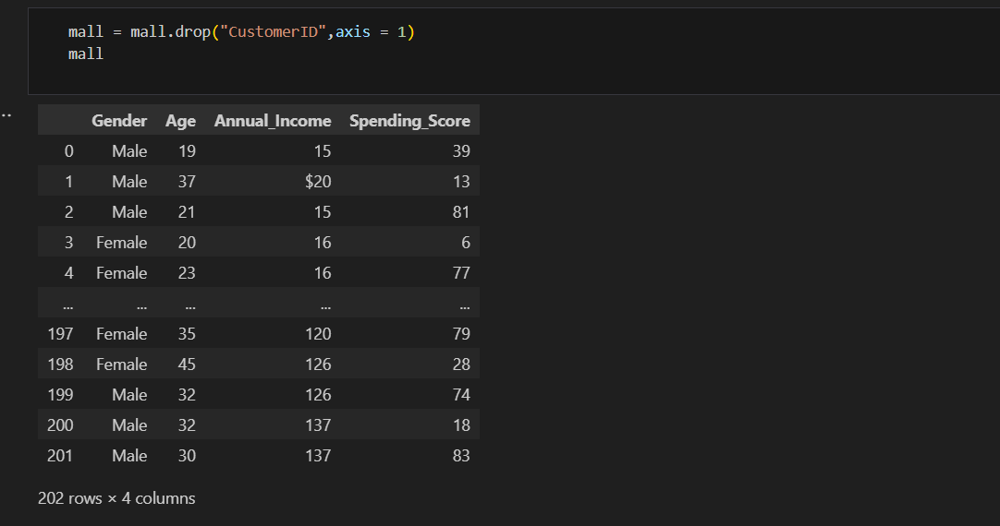 mall = mall.drop("CustomerID",axis = 1)
mall
..
Gender Age Annual_Income Spending_Score
0 Male 19 15 39
1 Male 37 $20 13
2 Male 21 15 81
3 Female 20 16 6
4 Female 23 16 77
... ... ... ... ...
197 Female 35 120 79
198 Female 45 126 28
199 Male 32 126 74
200 Male 32 137 18
201 Male 30 137 83
202 rows × 4 columns